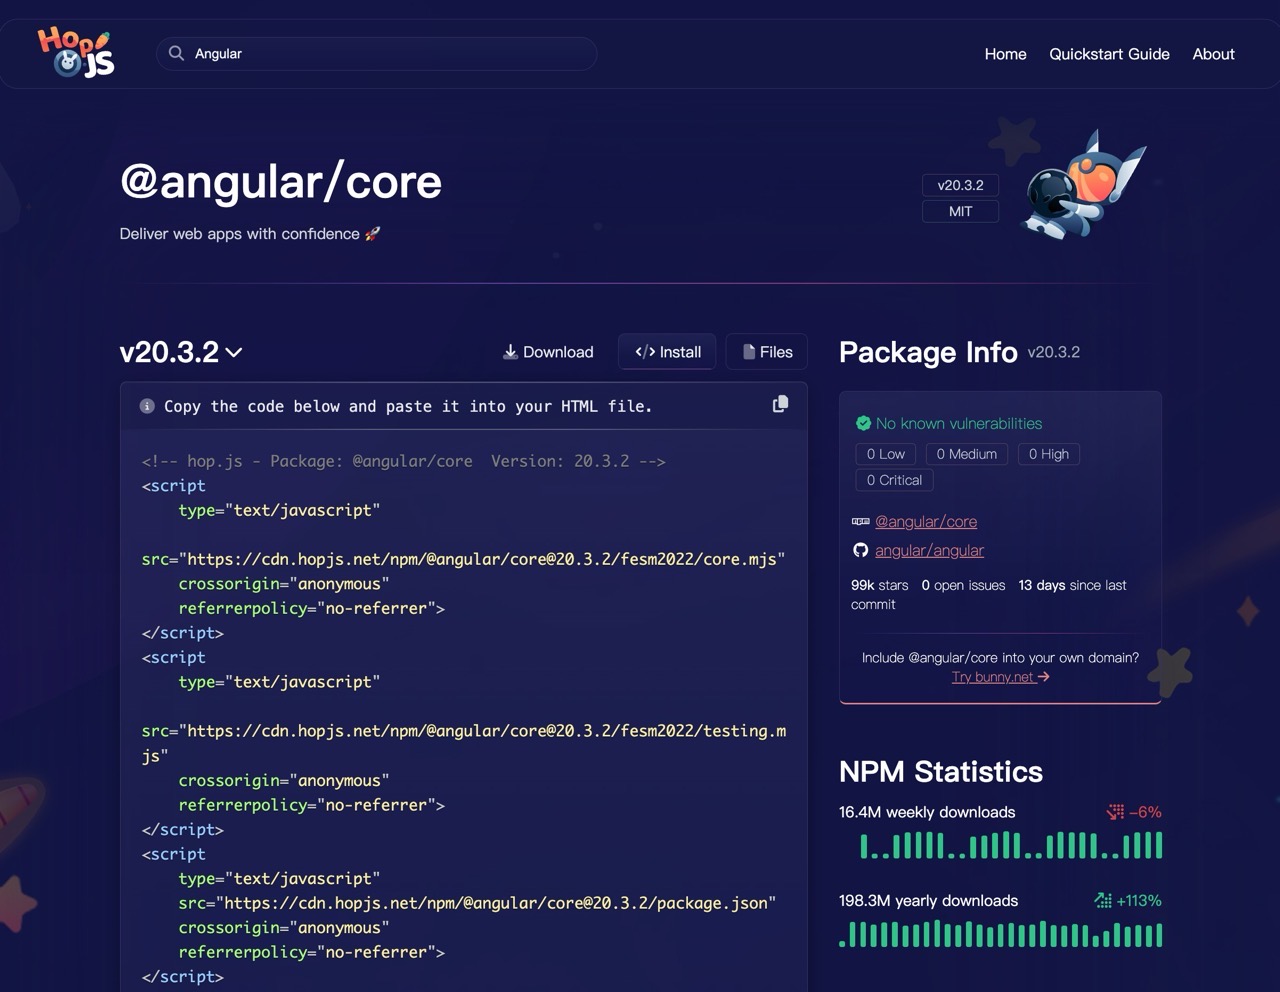 Hop
JS
Angular
Home
Quickstart Guide
About
@angular/core
Deliver web apps with confidence 🚀
v20.3.2
MIT
v20.3.2
Download
</> Install
Files
Copy the code below and paste it into your HTML file.
<!-- hop.js - Package: @angular/core  Version: 20.3.2 -->
<script
    type="text/javascript"
src="https://cdn.hopjs.net/npm/@angular/core@20.3.2/fesm2022/core.mjs"
    crossorigin="anonymous"
    referrerpolicy="no-referrer">
</script>
<script
    type="text/javascript"
src="https://cdn.hopjs.net/npm/@angular/core@20.3.2/fesm2022/testing.m
js"
    crossorigin="anonymous"
    referrerpolicy="no-referrer">
</script>
<script
    type="text/javascript"
    src="https://cdn.hopjs.net/npm/@angular/core@20.3.2/package.json"
    crossorigin="anonymous"
    referrerpolicy="no-referrer">
</script>
Package Info v20.3.2
No known vulnerabilities
0 Low
0 Medium
0 High
0 Critical
npm @angular/core
angular/angular
99k stars 0 open issues 13 days since last
commit
Include @angular/core into your own domain?
Try bunny.net →
NPM Statistics
16.4M weekly downloads
-6%
198.3M yearly downloads
+113%